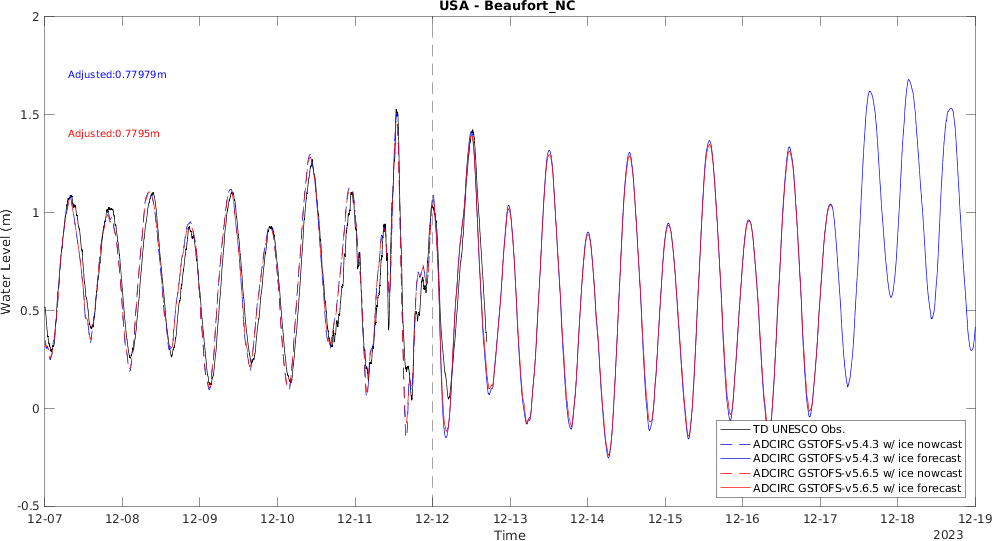 USA - Beaufort_NC
2
Adjusted:0.77979m
1.5
Adjusted:0.7795m
1
Water Level (m)
0.5
0
TD UNESCO Obs.
ADCIRC GSTOFS-v5.4.3 w/ ice nowcast
ADCIRC GSTOFS-v5.4.3 w/ ice forecast
ADCIRC GSTOFS-v5.6.5 w/ ice nowcast
ADCIRC GSTOFS-v5.6.5 w/ ice forecast
-0.5
12-07 12-08 12-09 12-10 12-11 12-12 12-13 12-14 12-15 12-16 12-17 12-18 12-19
Time
2023